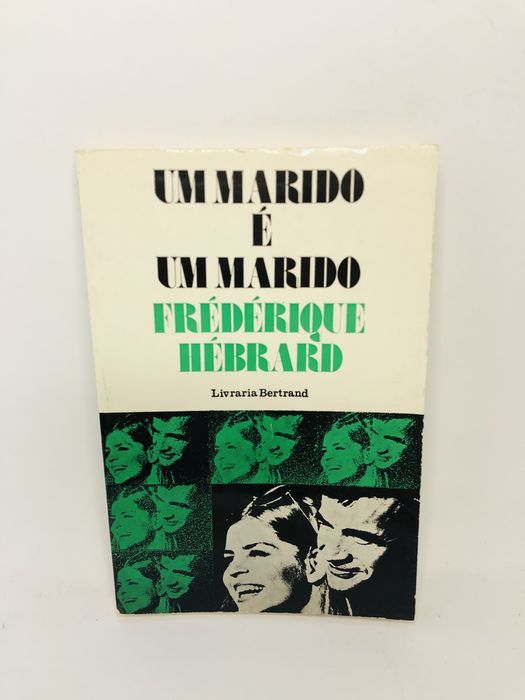 UM MARIDO
É
UM MARIDO
FRÉDÉRIQUE
HÉBRARD
Livraria Bertrand